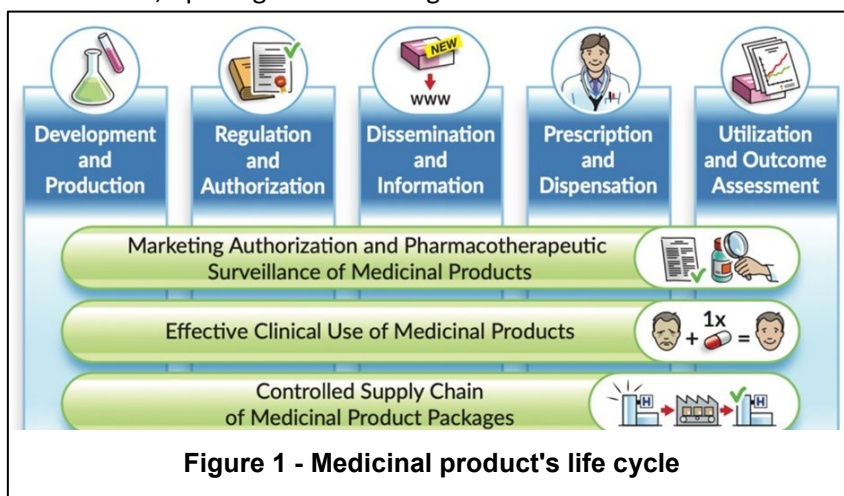 NEW
www
Development
and
Production
Regulation
and
Authorization
Dissemination
and
Information
Prescription
and
Dispensation
Utilization
and Outcome
Assessment
Marketing Authorization and Pharmacotherapeutic
Surveillance of Medicinal Products
Effective Clinical Use of Medicinal Products
1x
+ =
Controlled Supply Chain
of Medicinal Product Packages
H
H
Figure 1 - Medicinal product's life cycle